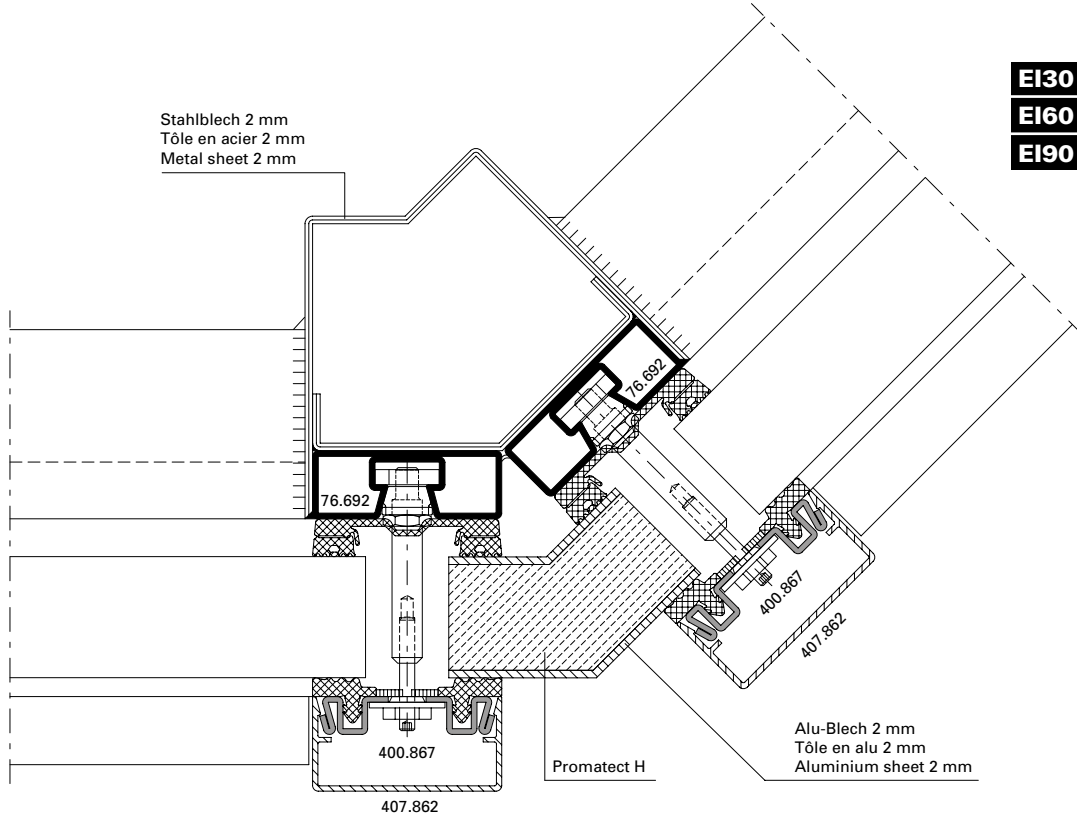 EI30
EI60
EI90
Stahlblech 2 mm
Tôle en acier 2 mm
Metal sheet 2 mm
76.692
76.692
400.867
407.862
400.867
407.862
Promatect H
Alu-Blech 2 mm
Tôle en alu 2 mm
Aluminium sheet 2 mm